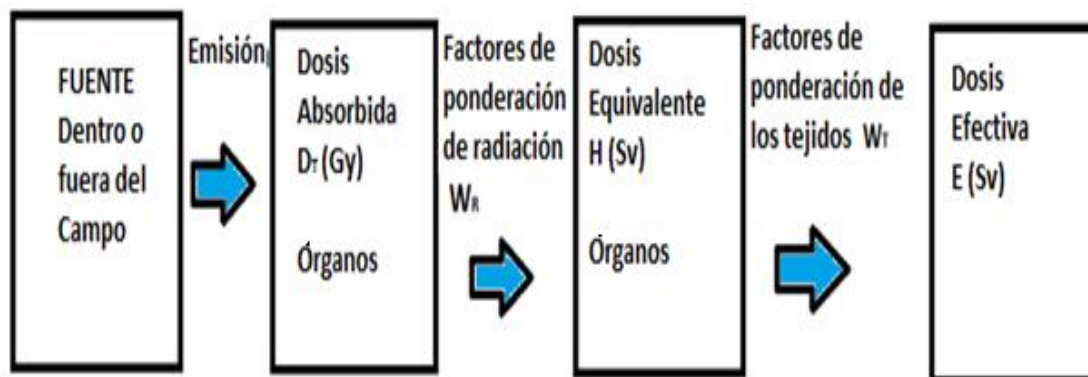 FUENTE
Dentro o
fuera del
Campo
Emisión
Dosis
Absorbida
DT (Gy)
Órganos
Factores de
ponderación
de radiación
WR
Dosis
Equivalente
H (Sv)
Órganos
Factores de
ponderación de
los tejidos WT
Dosis
Efectiva
E (Sv)